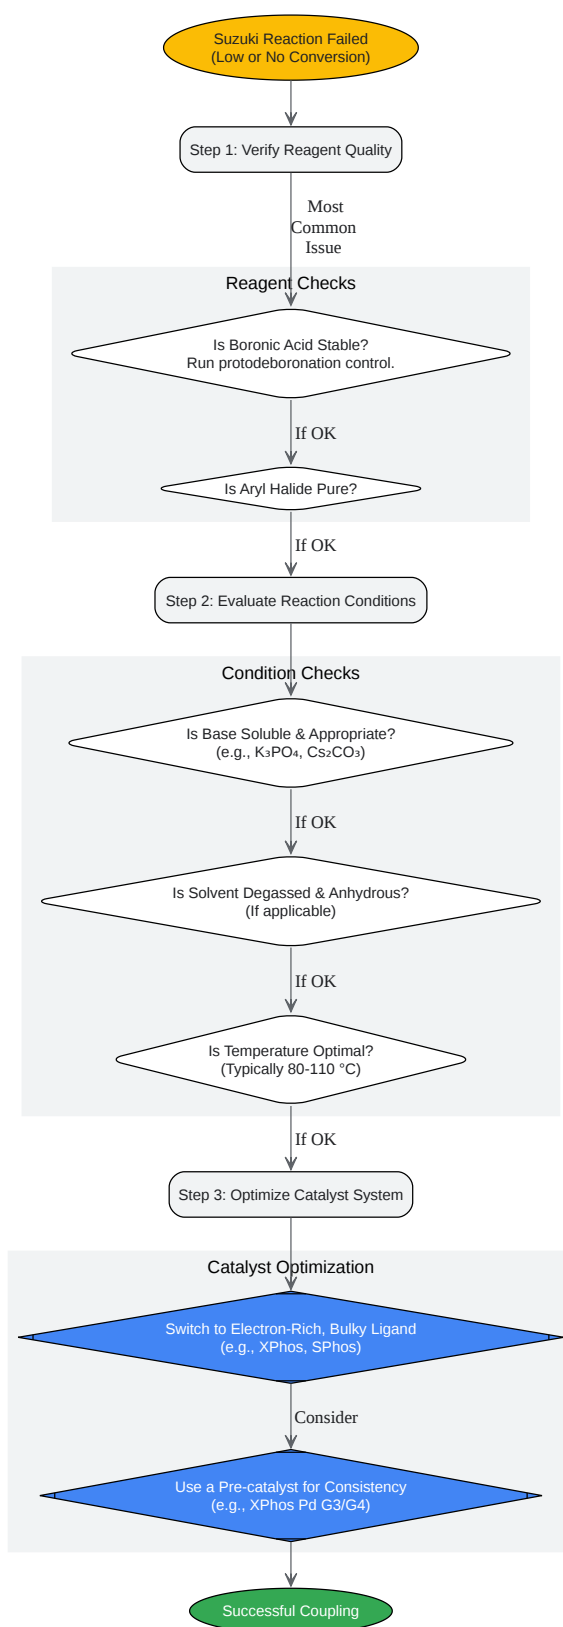 Suzuki Reaction Failed
(Low or No Conversion)
Step 1: Verify Reagent Quality
Most
Common
Issue
Reagent Checks
Is Boronic Acid Stable?
Run protodeboronation control.
If OK
Is Aryl Halide Pure?
If OK
Step 2: Evaluate Reaction Conditions
Condition Checks
Is Base Soluble & Appropriate?
(e.g., K₃PO₄, Cs₂CO₃)
If OK
Is Solvent Degassed & Anhydrous?
(If applicable)
If OK
Is Temperature Optimal?
(Typically 80-110 °C)
If OK
Step 3: Optimize Catalyst System
Catalyst Optimization
Switch to Electron-Rich, Bulky Ligand
(e.g., XPhos, SPhos)
Consider
Use a Pre-catalyst for Consistency
(e.g., XPhos Pd G3/G4)
Successful Coupling